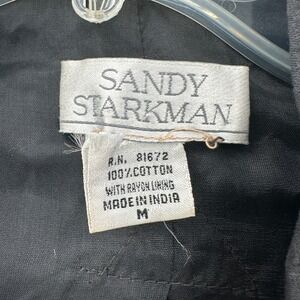 SANDY
STARKMAN
R.N. 81672
100% COTTON
WITH RAYON LINING
MADE IN INDIA
M